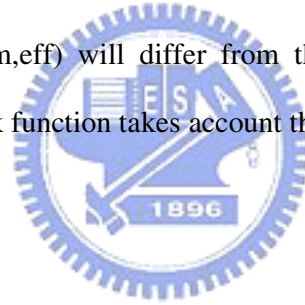 m,eff) will differ from th
function takes account th
E S A
1896